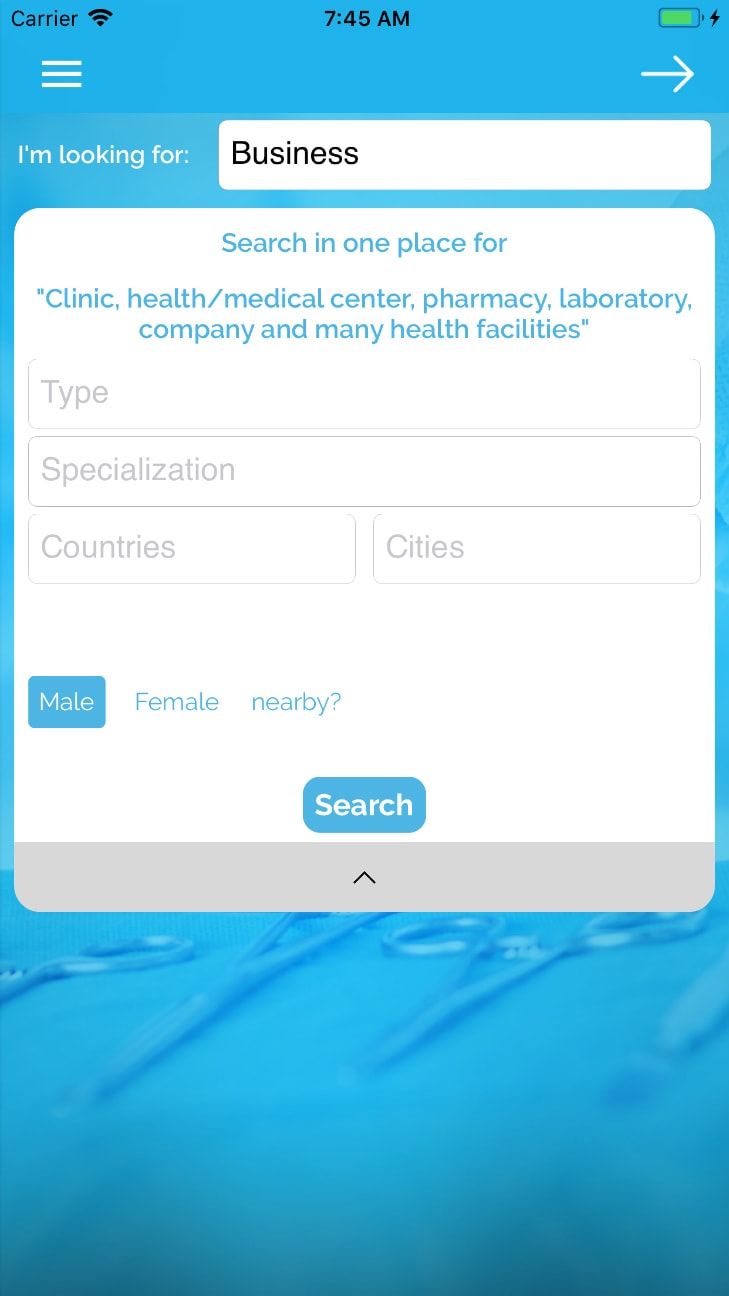 Carrier 7:45 AM
I'm looking for: Business
Search in one place for
"Clinic, health/medical center, pharmacy, laboratory,
company and many health facilities"
Type
Specialization
Countries Cities
Male Female nearby?
Search